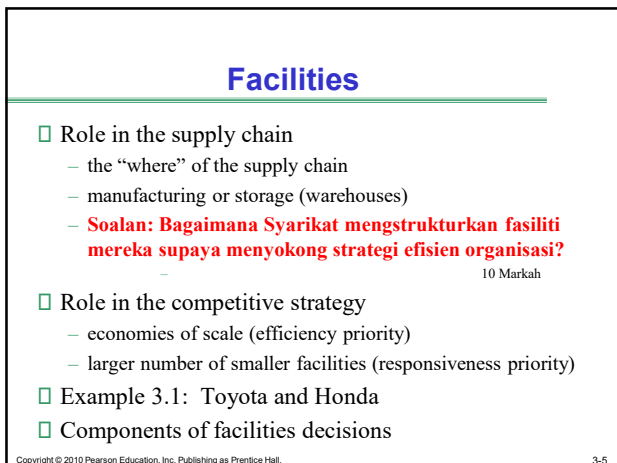 Facilities
Role in the supply chain
– the “where” of the supply chain
– manufacturing or storage (warehouses)
– Soalan: Bagaimana Syarikat mengstrukturkan fasiliti
mereka supaya menyokong strategi efisien organisasi?
– 10 Markah
Role in the competitive strategy
– economies of scale (efficiency priority)
– larger number of smaller facilities (responsiveness priority)
Example 3.1: Toyota and Honda
Components of facilities decisions
Copyright © 2010 Pearson Education, Inc. Publishing as Prentice Hall. 3-5